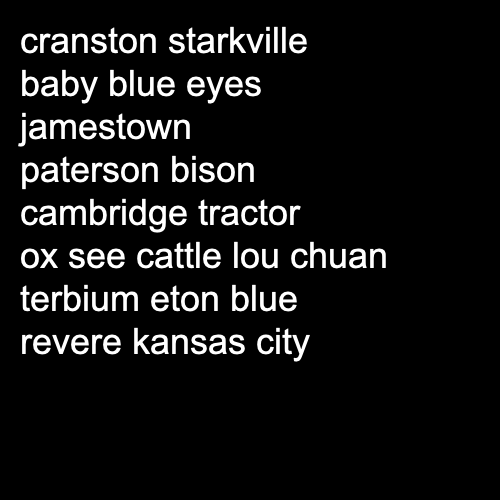 cranston starkville
baby blue eyes
jamestown
paterson bison
cambridge tractor
ox see cattle lou chuan
terbium eton blue
revere kansas city